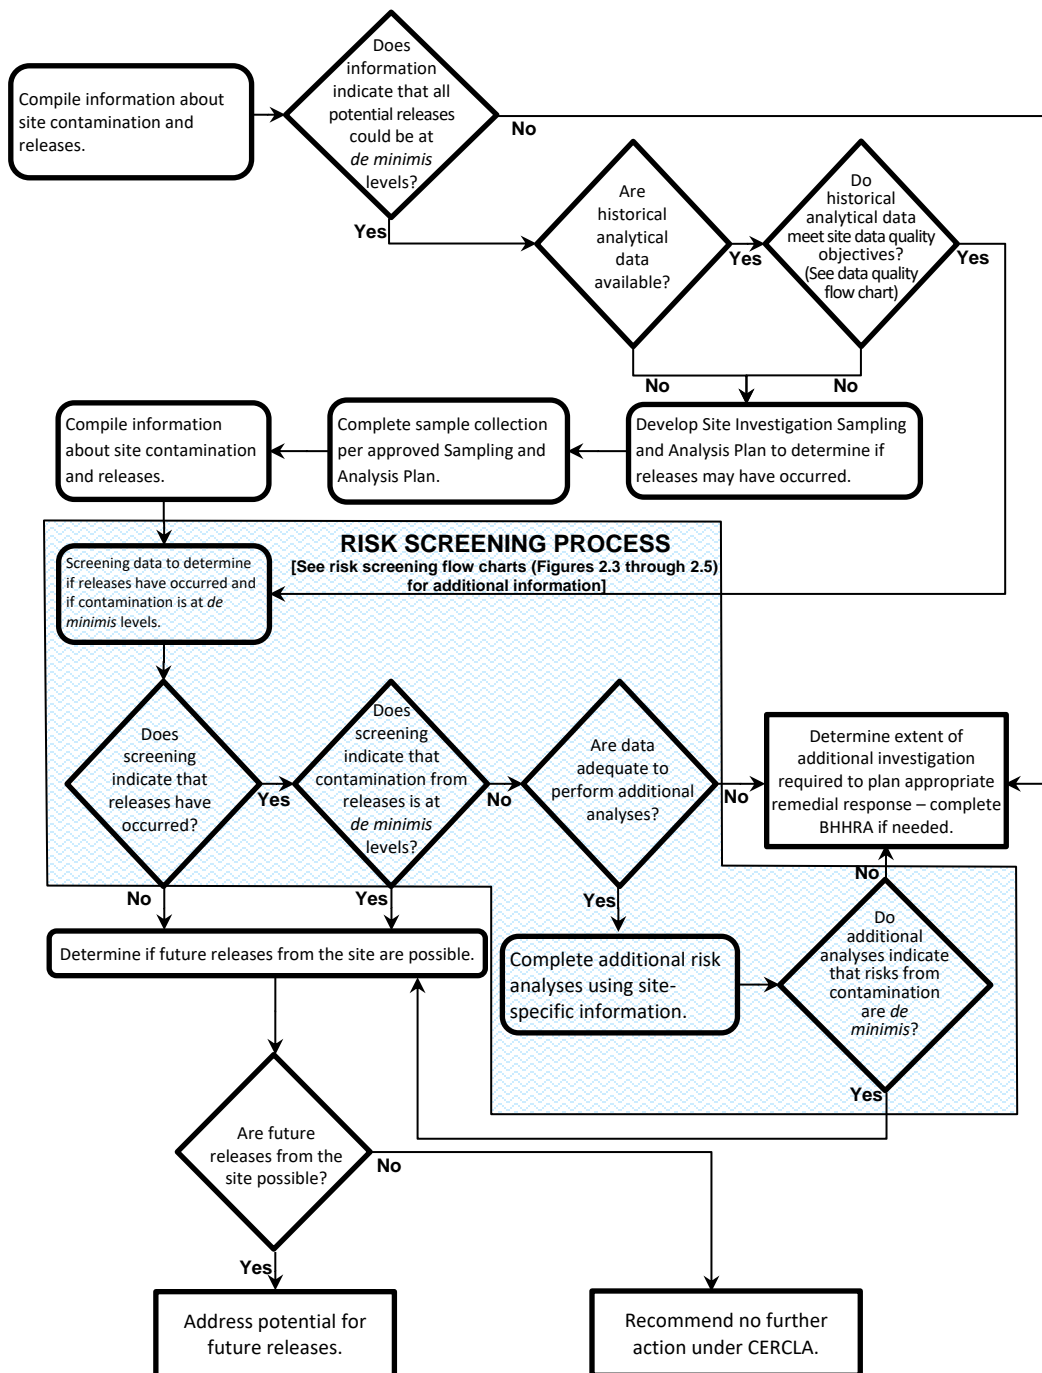 Does
information
indicate that all
potential releases
could be at
de minimis
levels?
Compile information about
site contamination and
releases.
No
Yes
Are
historical
analytical
data
available?
Yes
Do
historical
analytical data
meet site data quality
objectives?
(See data quality
flow chart)
Yes
No
No
Compile information
about site contamination
and releases.
Complete sample collection
per approved Sampling and
Analysis Plan.
Develop Site Investigation Sampling
and Analysis Plan to determine if
releases may have occurred.
RISK SCREENING PROCESS
[See risk screening flow charts (Figures 2.3 through 2.5)
for additional information]
Screening data to determine
if releases have occurred and
if contamination is at de
minimis levels.
Does
screening
indicate that
releases have
occurred?
Yes
Does
screening
indicate that
contamination from
releases is at
de minimis
levels?
No
Are data
adequate to
perform additional
analyses?
No
Determine extent of
additional investigation
required to plan appropriate
remedial response – complete
BHHRA if needed.
No
Yes
Yes
No
Determine if future releases from the site are possible.
Complete additional risk
analyses using site-
specific information.
Do
additional
analyses indicate
that risks from
contamination
are de
minimis?
Yes
Are future
releases from the
site possible?
No
Yes
Address potential for
future releases.
Recommend no further
action under CERCLA.